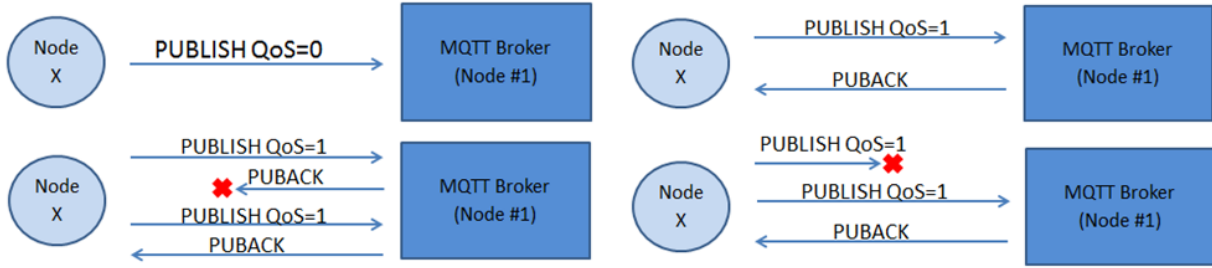 Node
X
PUBLISH QoS=0
MQTT Broker
(Node #1)
Node
X
PUBLISH QoS=1
PUBACK
MQTT Broker
(Node #1)
Node
X
PUBLISH QoS=1
PUBACK
PUBLISH QoS=1
PUBACK
MQTT Broker
(Node #1)
Node
X
PUBLISH QoS=1
PUBLISH QoS=1
PUBACK
MQTT Broker
(Node #1)